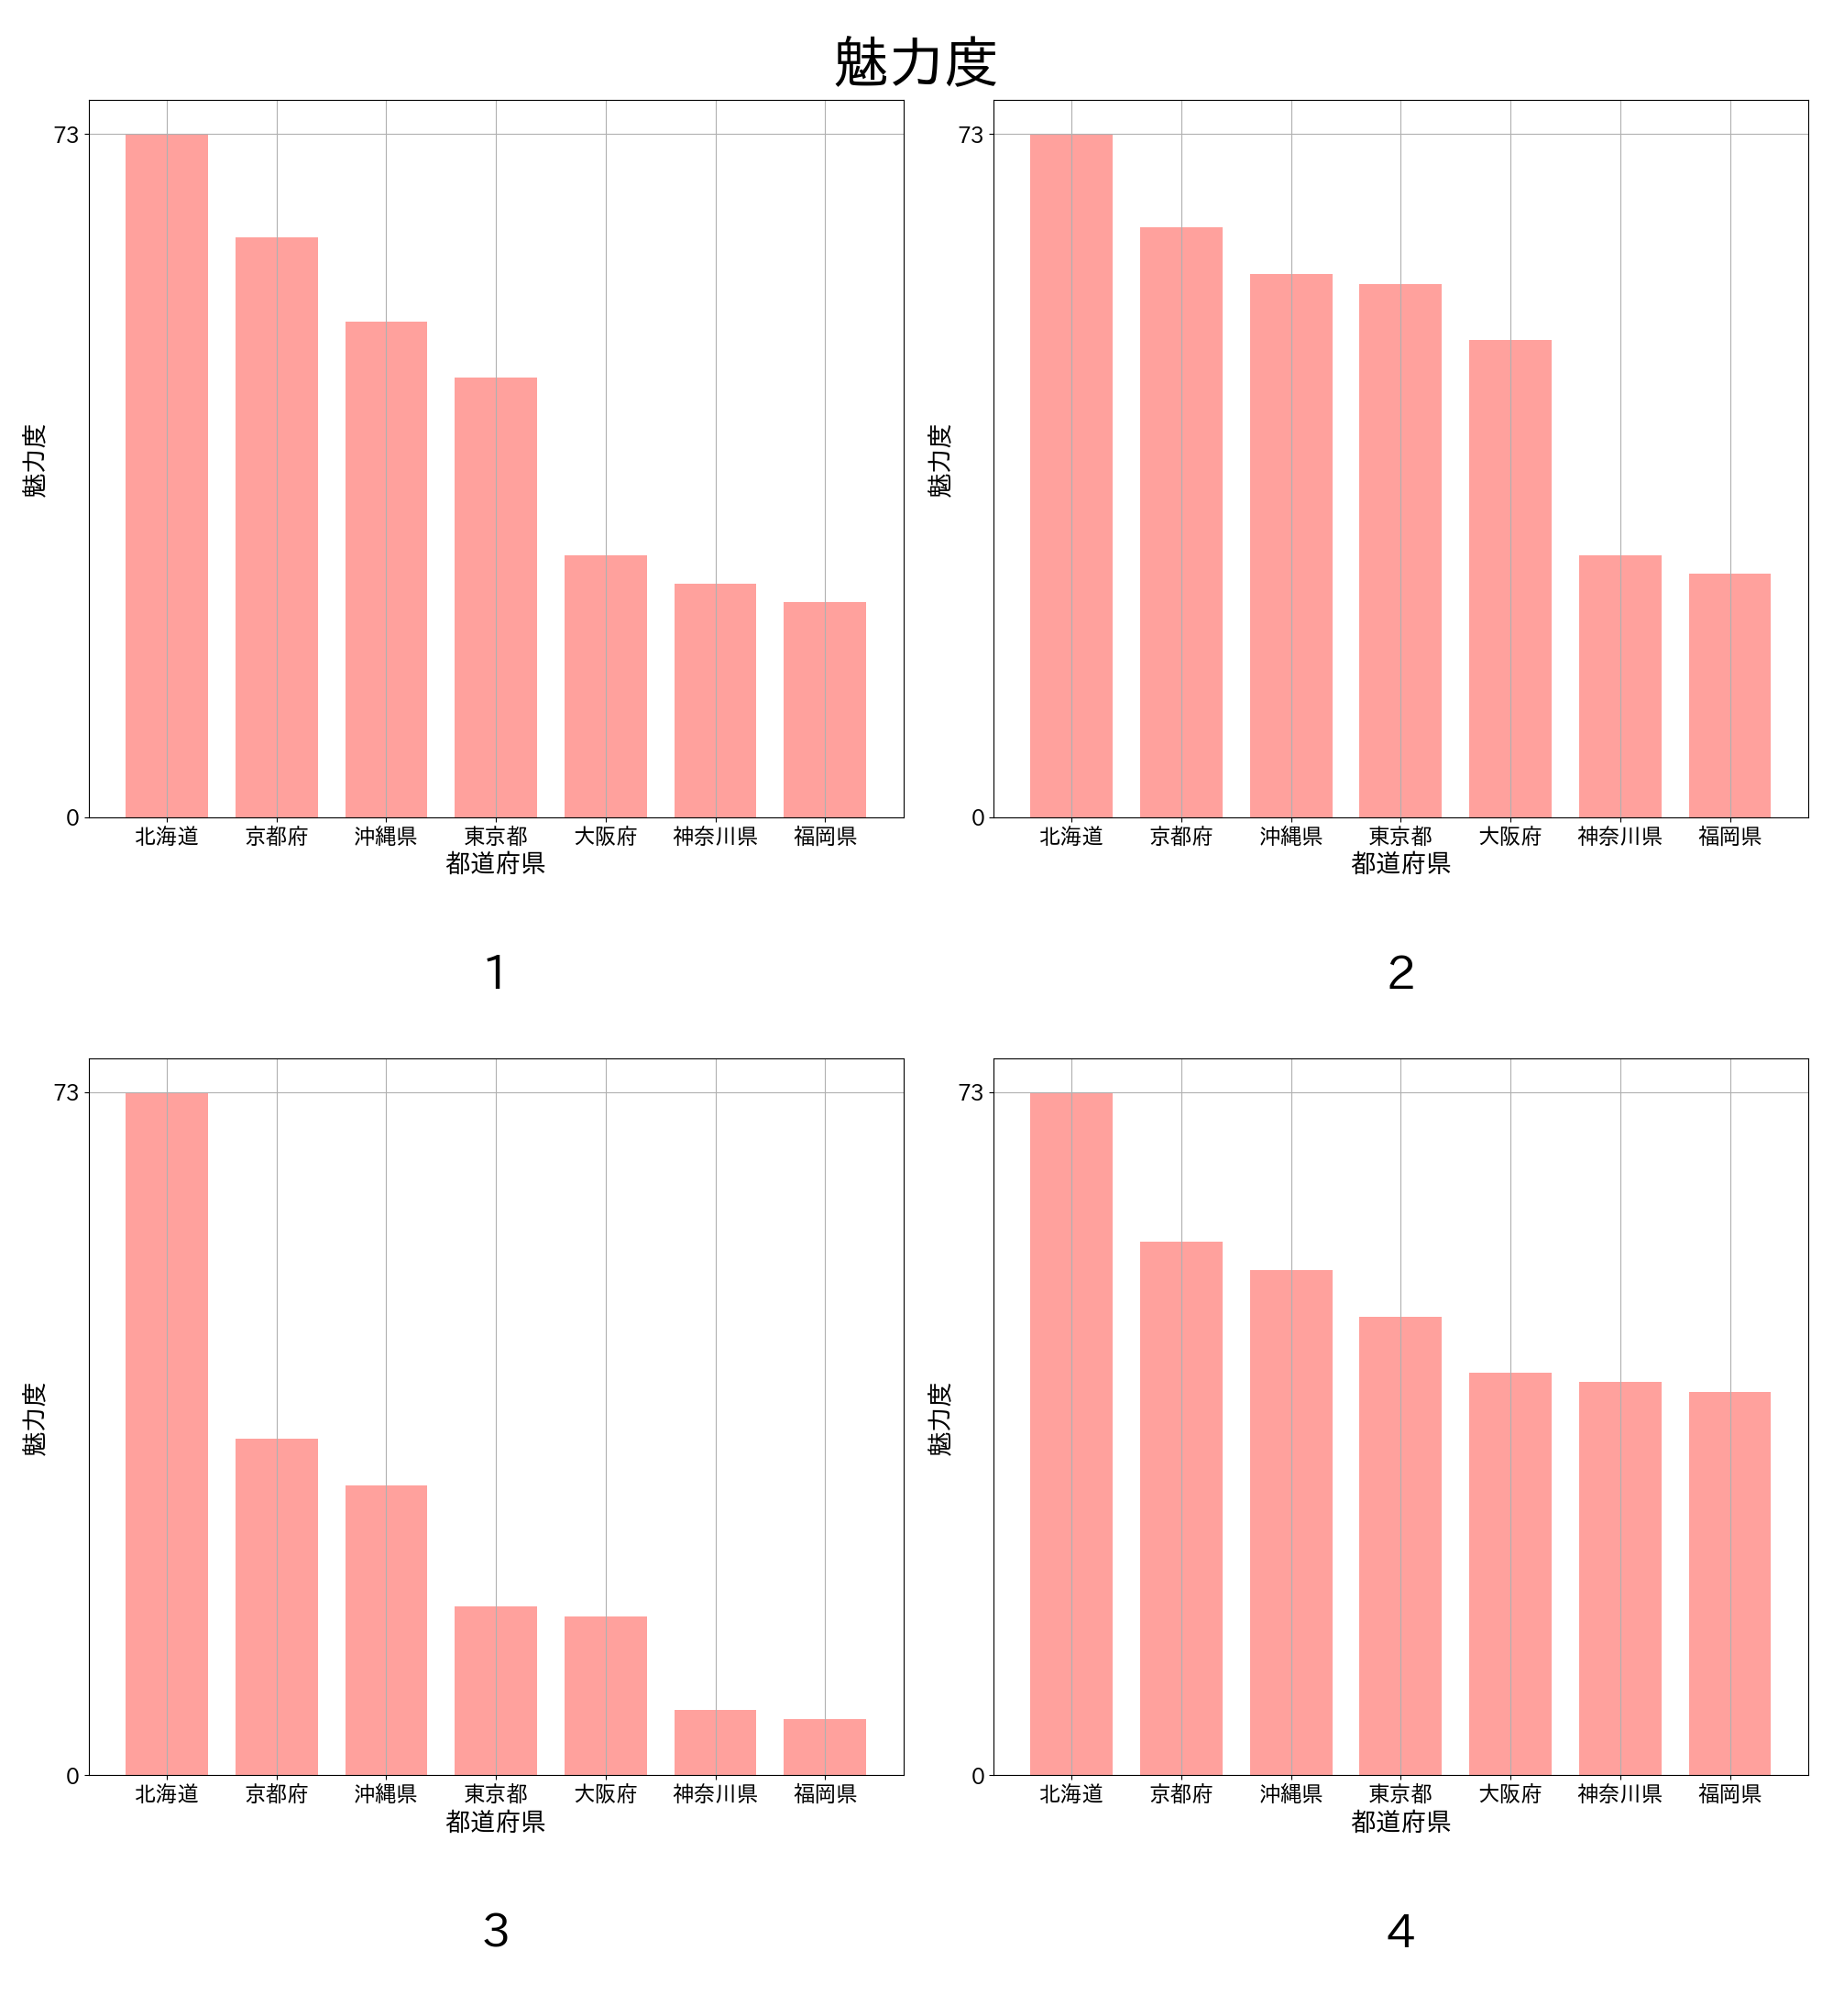 魅力度
73
0
魅力度
北海道 京都府 沖縄県 東京都 大阪府 神奈川県 福岡県
都道府県
1
73
0
魅力度
北海道 京都府 沖縄県 東京都 大阪府 神奈川県 福岡県
都道府県
2
73
0
魅力度
北海道 京都府 沖縄県 東京都 大阪府 神奈川県 福岡県
都道府県
3
73
0
魅力度
北海道 京都府 沖縄県 東京都 大阪府 神奈川県 福岡県
都道府県
4